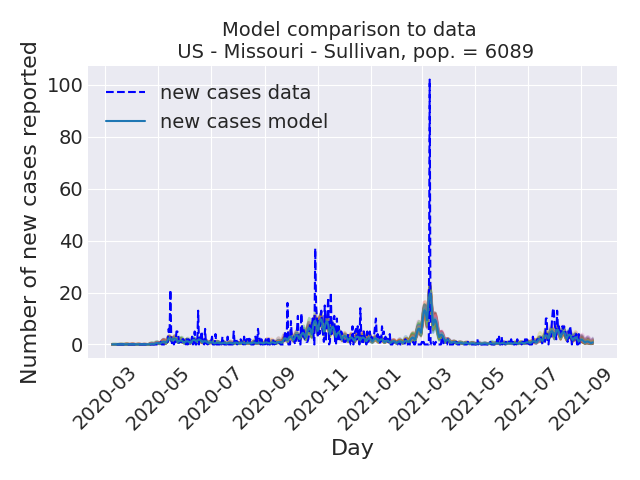 Model comparison to data
US - Missouri - Sullivan, pop. = 6089
Number of new cases reported
100
80
60
40
20
0
new cases data
new cases model
2020-03
2020-05
2020-07
2020-09
2020-11
2021-01
2021-03
2021-05
2021-07
2021-09
Day